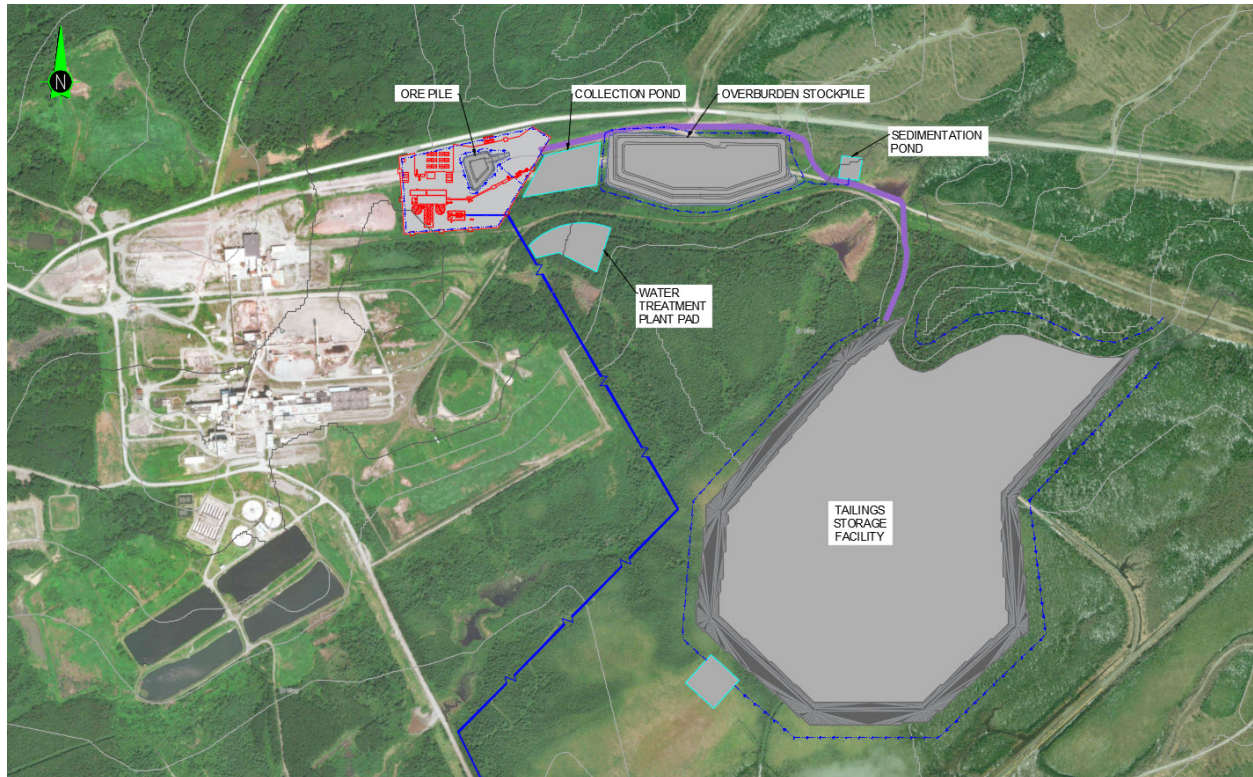 N
ORE PILE
COLLECTION POND
OVERBURDEN STOCKPILE
SEDIMENTATION
POND
WATER
TREATMENT
PLANT PAD
TAILINGS
STORAGE
FACILITY